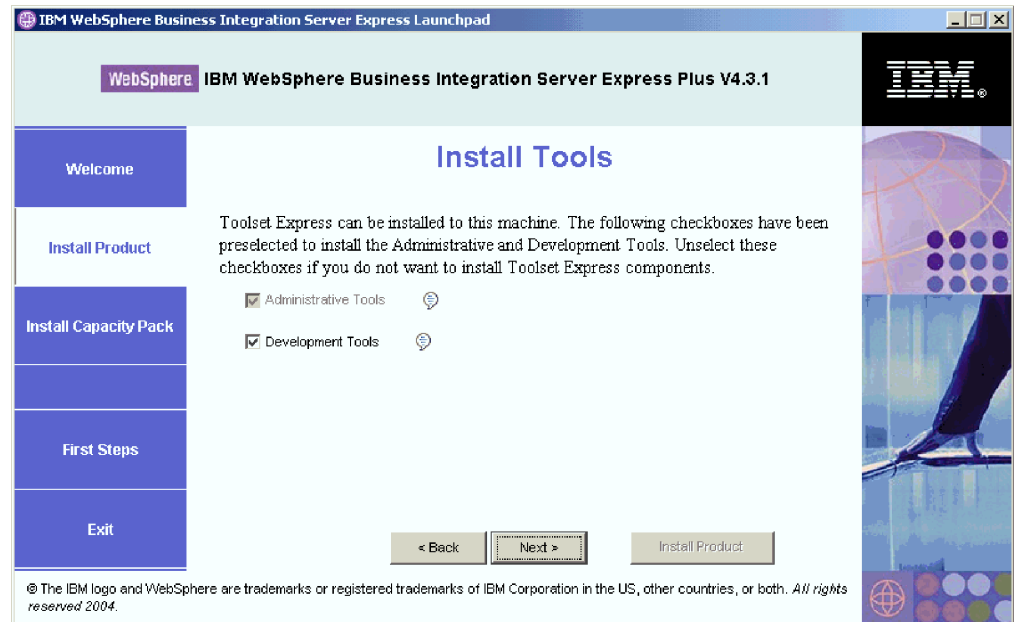 IBM WebSphere Business Integration Server Express Launchpad
WebSphere. IBM WebSphere Business Integration Server Express Plus V4.3.1
IBM®
Welcome
Install Product
Install Capacity Pack
First Steps
Exit
Install Tools
Toolset Express can be installed to this machine. The following checkboxes have been
preselected to install the Administrative and Development Tools. Unselect these
checkboxes if you do not want to install Toolset Express components.
Administrative Tools
Development Tools
< Back
Next >
Install Product
© The IBM logo and WebSphere are trademarks or registered trademarks of IBM Corporation in the US, other countries, or both. All rights
reserved 2004.